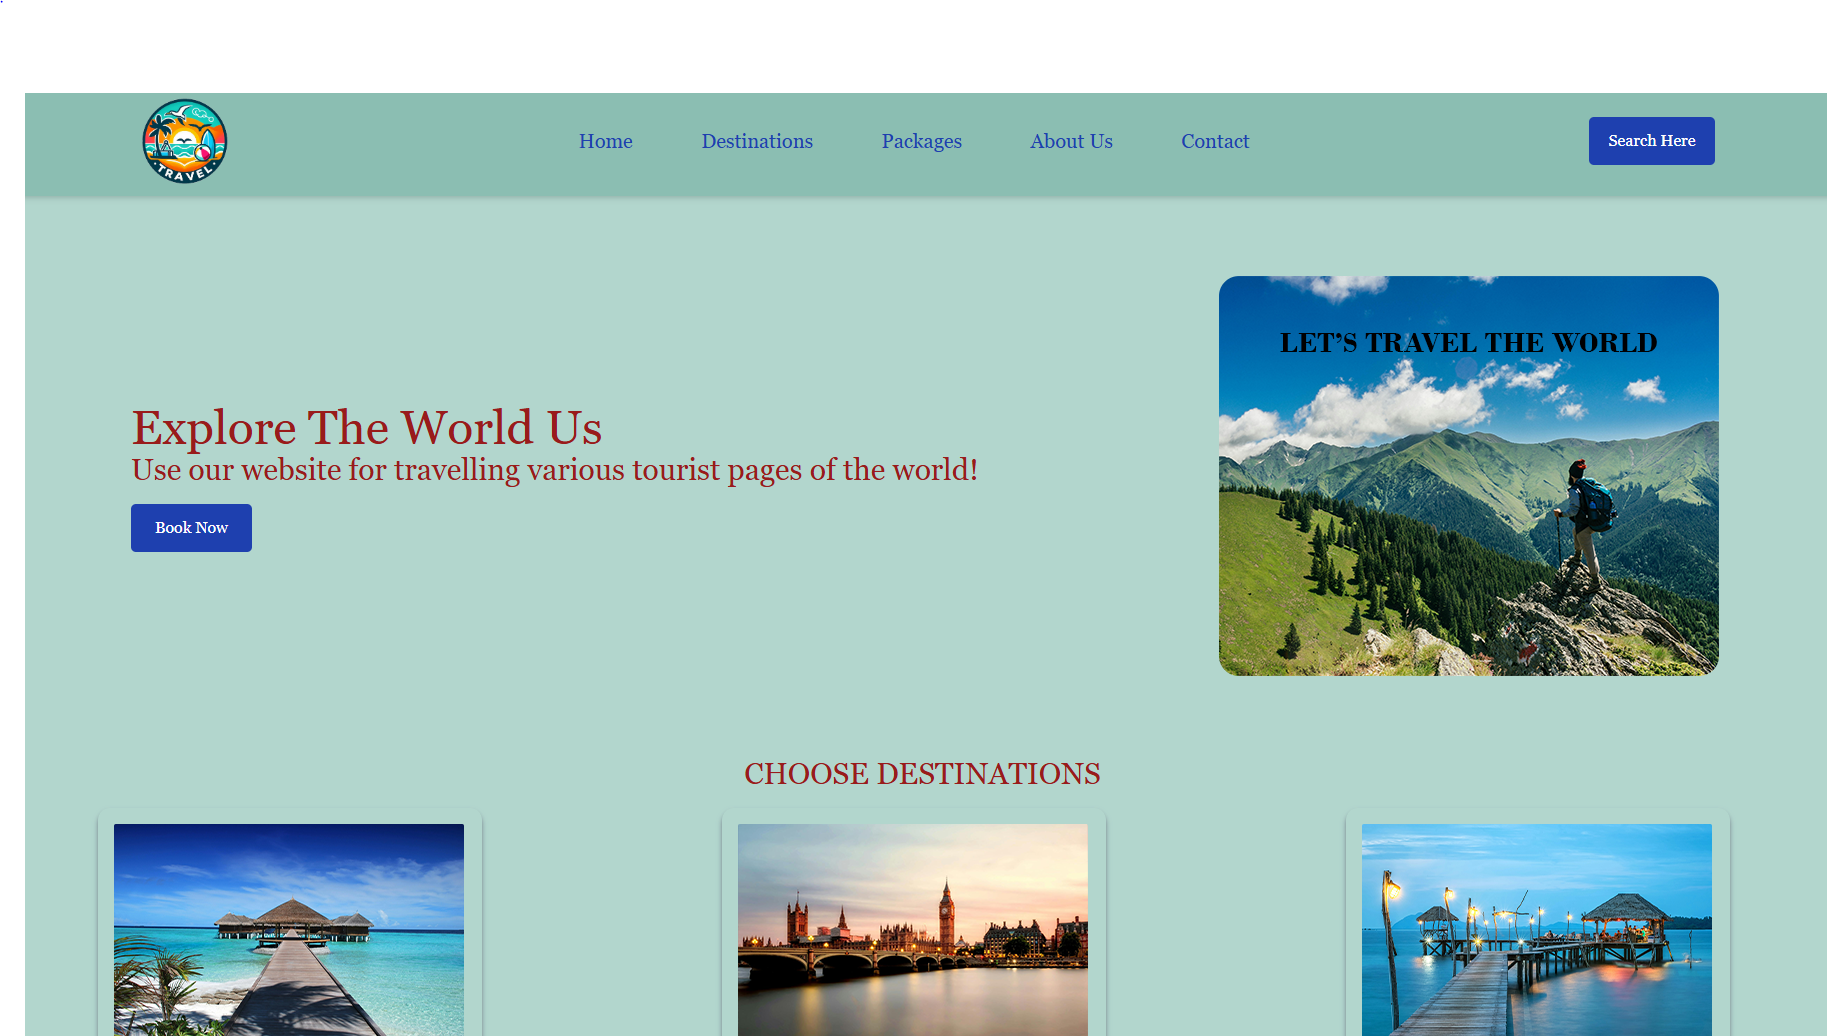 TRAVEL
Home
Destinations
Packages
About Us
Contact
Search Here
LET'S TRAVEL THE WORLD
Explore The World Us
Use our website for travelling various tourist pages of the world!
Book Now
CHOOSE DESTINATIONS